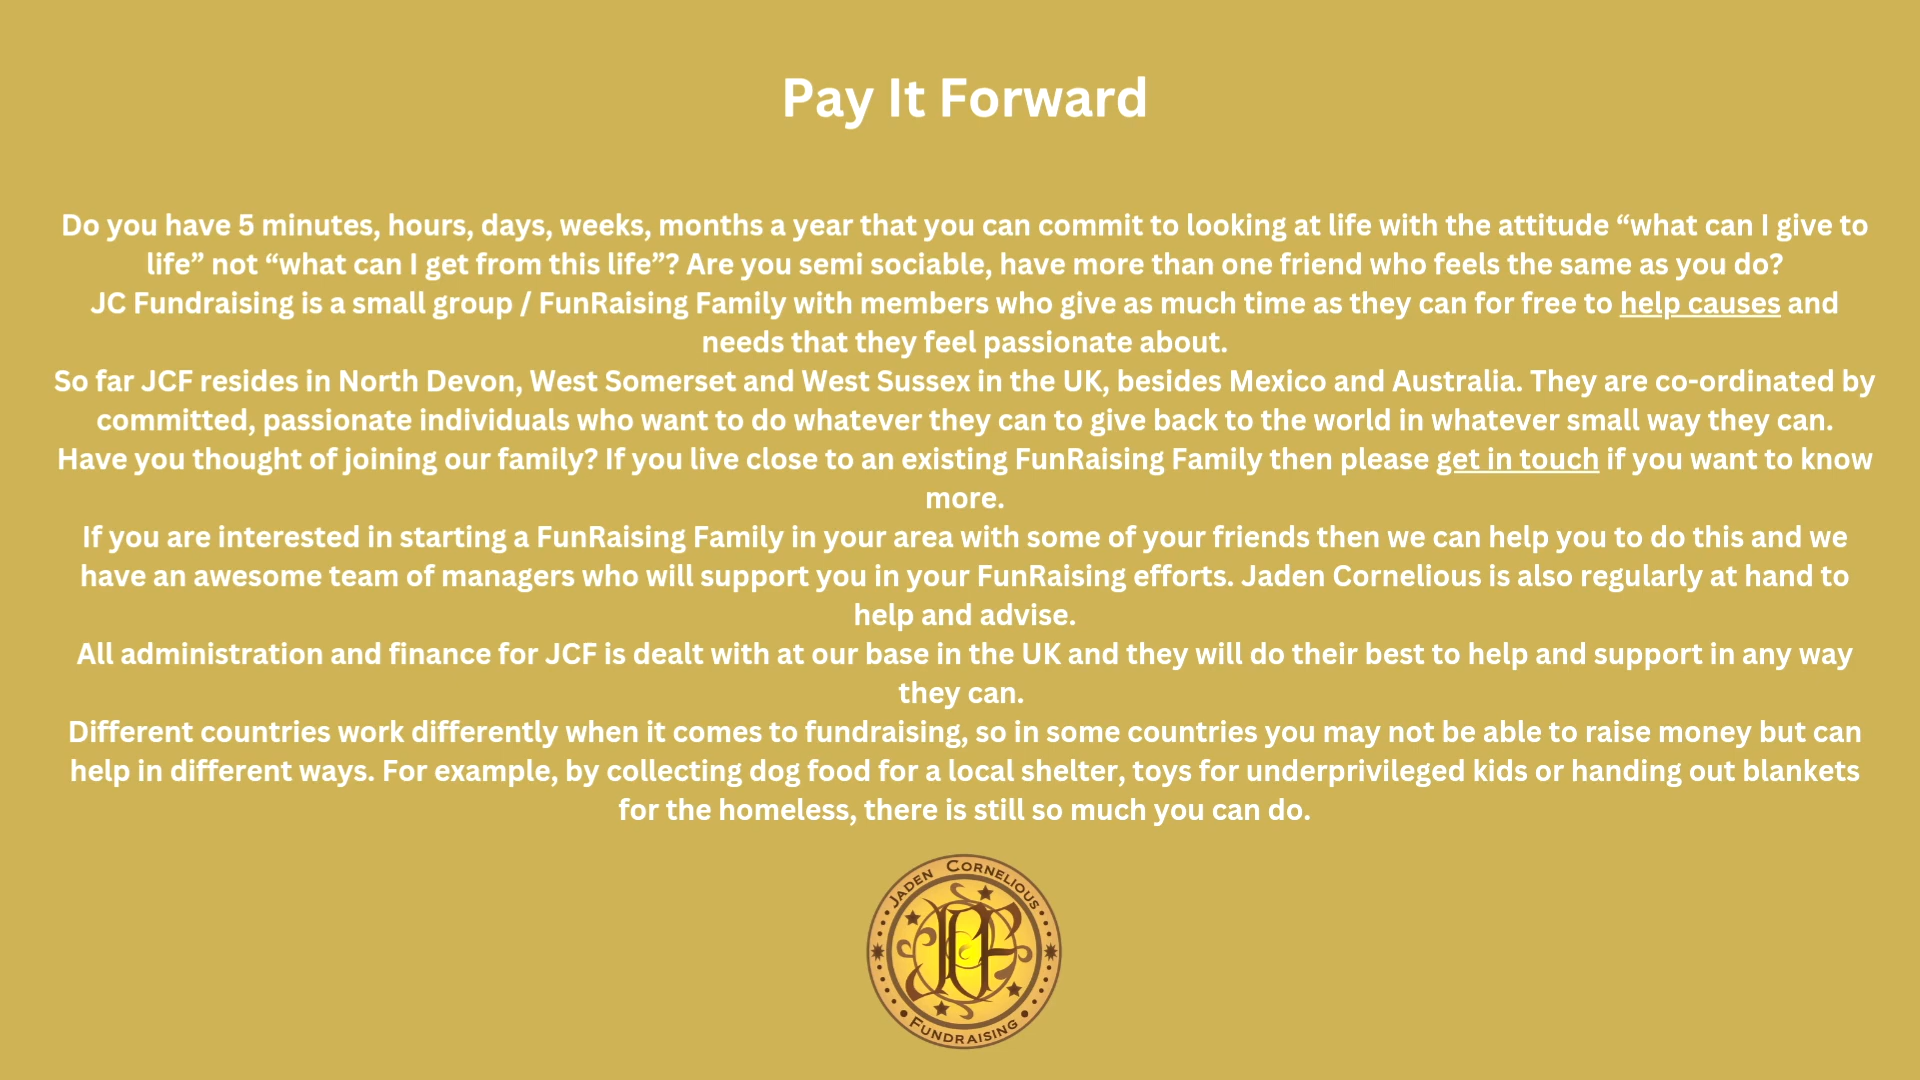 Pay It Forward
Do you have 5 minutes, hours, days, weeks, months a year that you can commit to looking at life with the attitude “what can I give to
life” not “what can I get from this life”? Are you semi sociable, have more than one friend who feels the same as you do?
JC Fundraising is a small group / FunRaising Family with members who give as much time as they can for free to help causes and
needs that they feel passionate about.
So far JCF resides in North Devon, West Somerset and West Sussex in the UK, besides Mexico and Australia. They are co-ordinated by
committed, passionate individuals who want to do whatever they can to give back to the world in whatever small way they can.
Have you thought of joining our family? If you live close to an existing FunRaising Family then please get in touch if you want to know
more.
If you are interested in starting a FunRaising Family in your area with some of your friends then we can help you to do this and we
have an awesome team of managers who will support you in your FunRaising efforts. Jaden Cornelious is also regularly at hand to
help and advise.
All administration and finance for JCF is dealt with at our base in the UK and they will do their best to help and support in any way
they can.
Different countries work differently when it comes to fundraising, so in some countries you may not be able to raise money but can
help in different ways. For example, by collecting dog food for a local shelter, toys for underprivileged kids or handing out blankets
for the homeless, there is still so much you can do.
JADEN CORNELIOUS
JCF
FUNDRAISING